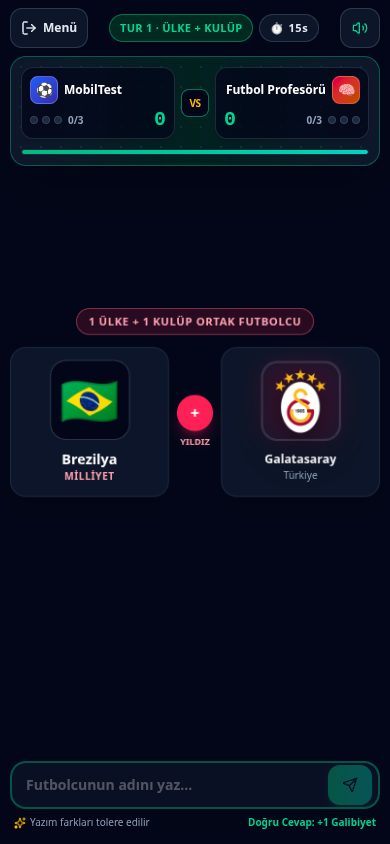 Menü
TUR 1 · ÜLKE + KULÜP
15s
MobilTest
0/3
0
VS
Futbol Profesörü
0
0/3
1 ÜLKE + 1 KULÜP ORTAK FUTBOLCU
Brezilya
MİLLİYET
+
YILDIZ
Galatasaray
Türkiye
Futbolcunun adını yaz...
Yazım farkları tolere edilir
Doğru Cevap: +1 Galibiyet